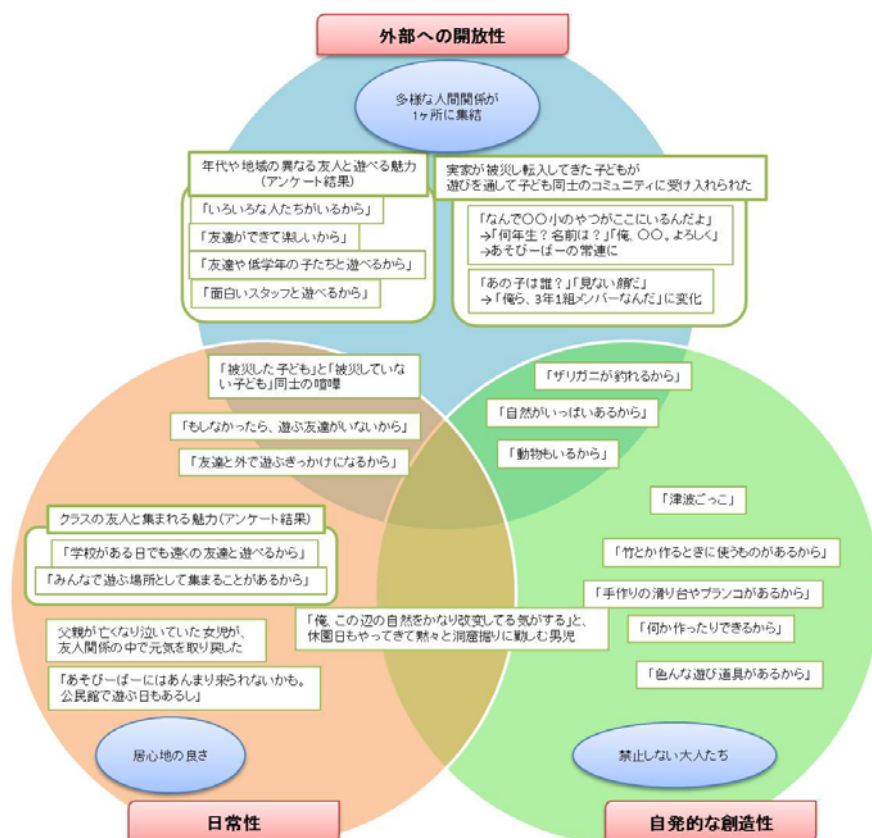 外部への開放性
多様な人間関係が
1ヶ所に集結
年代や地域の異なる友人と遊べる魅力
(アンケート結果)
「いろいろな人たちがいるから」
「友達ができて楽しいから」
「友達や低学年の子たちと遊べるから」
「面白いスタッフと遊べるから」
実家が被災し転入してきた子どもが
遊びを通して子ども同士のコミュニティに受け入れられた
「なんで〇〇小のやつがここにいるんだよ」
→「何年生?名前は?」「俺、〇〇。よろしく」
→あそびーばーの常連に
「あの子は誰?」「見ない顔だ」
→「俺ら、3年1組メンバーなんだ」に変化
「被災した子ども」と「被災していな
い子ども」同士の喧嘩
「もしなかったら、遊ぶ友達がいないから」
「友達と外で遊ぶきっかけになるから」
「ザリガニが釣れるから」
「自然がいっぱいあるから」
「動物もいるから」
クラスの友人と集まれる魅力(アンケート結果)
「学校がある日でも遠くの友達と遊べるから」
「みんなで遊ぶ場所として集まることがあるから」
父親が亡くなり泣いていた女児が、
友人関係の中で元気を取り戻した
「あそびーばーにはあんまり来られないかも。
公民館で遊ぶ日もあるし」
「俺、この辺の自然をかなり改変してる気がする」と、
休園日もやってきて黙々と洞窟掘りに勤しむ男児
「津波ごっこ」
「竹とか作るときに使うものがあるから」
「手作りの滑り台やブランコがあるから」
「何か作ったりできるから」
「色んな遊び道具があるから」
居心地の良さ
禁止しない大人たち
日常性
自発的な創造性